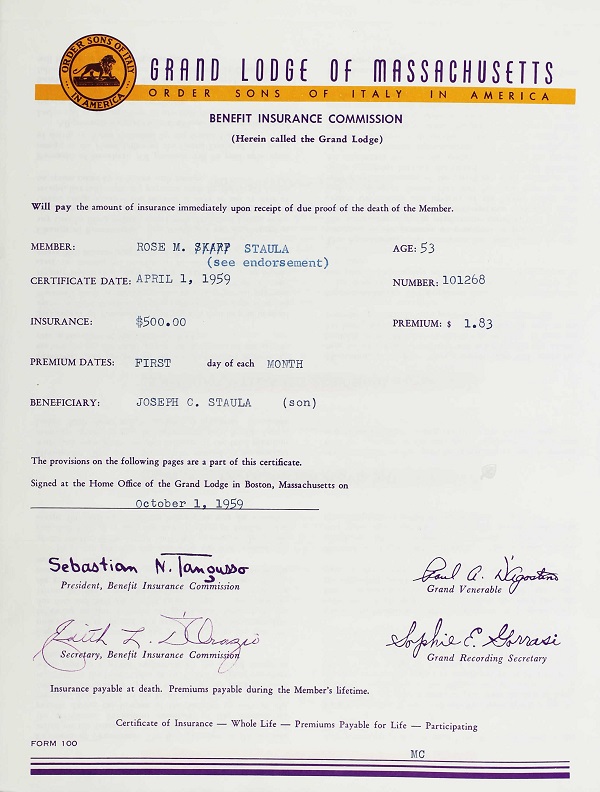 ORDER SONS OF ITALY
IN AMERICA
GRAND LODGE OF MASSACHUSETTS
ORDER SONS OF ITALY IN AMERICA
BENEFIT INSURANCE COMMISSION
(Herein called the Grand Lodge)
Will pay the amount of insurance immediately upon receipt of due proof of the death of the Member.
MEMBER: ROSE M. STAULA AGE: 53
(see endorsement)
CERTIFICATE DATE: APRIL 1, 1959 NUMBER: 101268
INSURANCE: $500.00 PREMIUM: $ 1.83
PREMIUM DATES: FIRST day of each MONTH
BENEFICIARY: JOSEPH C. STAULA (son)
The provisions on the following pages are a part of this certificate.
Signed at the Home Office of the Grand Lodge in Boston, Massachusetts on
October 1, 1959
Sebastian N. Tangusso Paul A. D'Agostino
President, Benefit Insurance Commission Grand Venerable
Edith L. D'Orazio Sophie E. Gorrasi
Secretary, Benefit Insurance Commission Grand Recording Secretary
Insurance payable at death. Premiums payable during the Member's lifetime.
Certificate of Insurance — Whole Life — Premiums Payable for Life — Participating
FORM 100
MC